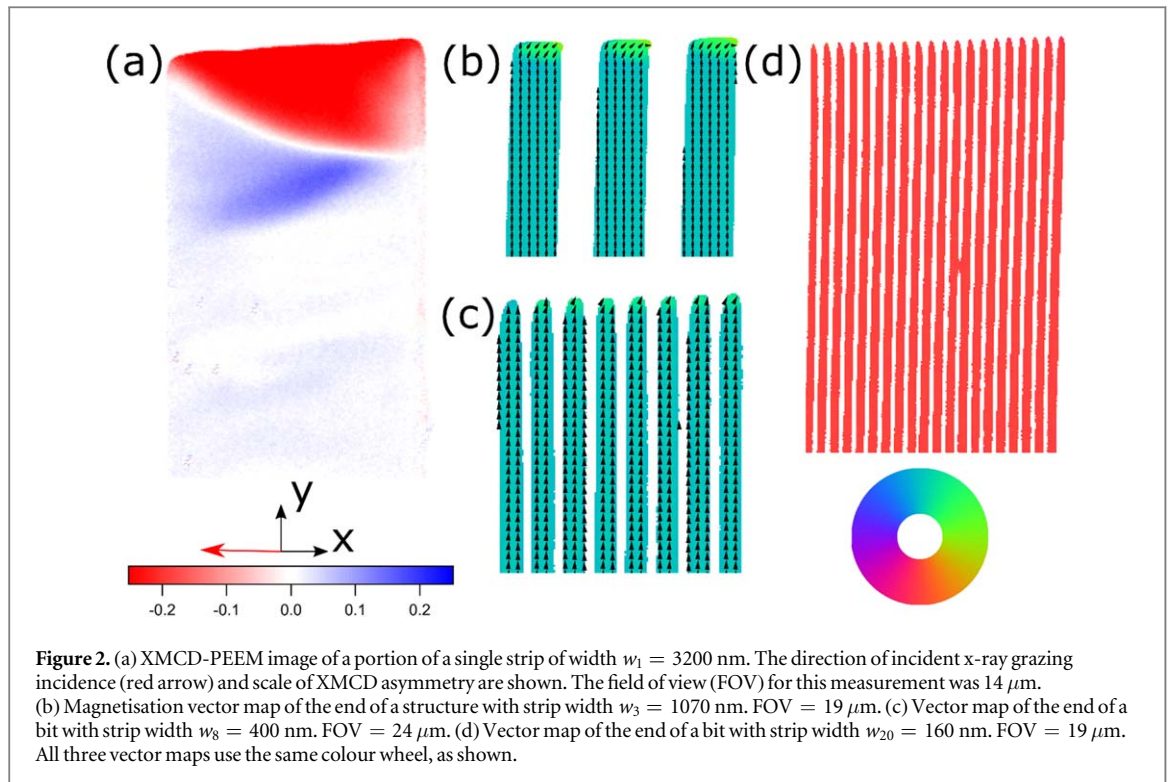 (a)
(b)
(c)
(d)
y
x
-0.2 -0.1 0.0 0.1 0.2
Figure 2. (a) XMCD-PEEM image of a portion of a single strip of width w₁ = 3200 nm. The direction of incident x-ray grazing
incidence (red arrow) and scale of XMCD asymmetry are shown. The field of view (FOV) for this measurement was 14 μm.
(b) Magnetisation vector map of the end of a structure with strip width w₃ = 1070 nm. FOV = 19 μm. (c) Vector map of the end of a
bit with strip width w₈ = 400 nm. FOV = 24 μm. (d) Vector map of the end of a bit with strip width w₂₀ = 160 nm. FOV = 19 μm.
All three vector maps use the same colour wheel, as shown.